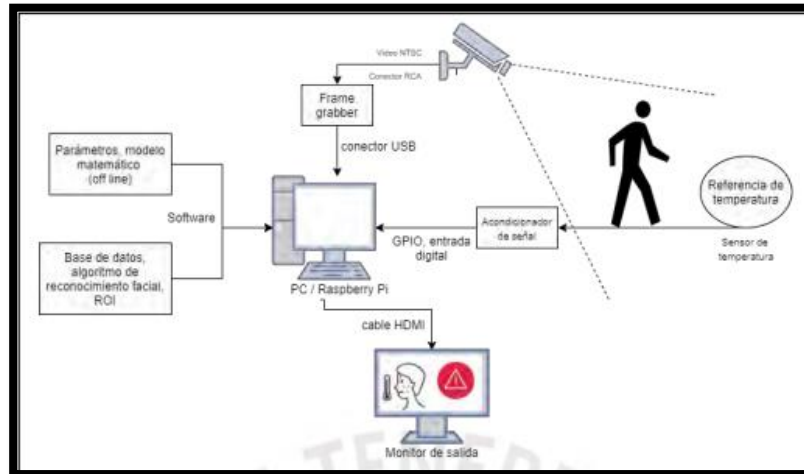 Video NTSC
Conector RCA
Frame
grabber
conector USB
Parámetros, modelo
matemático
(off line)
Software
Base de datos,
algoritmo de
reconocimiento facial,
ROI
PC / Raspberry Pi
GPIO, entrada
digital
Acondicionador
de señal
Referencia de
temperatura
Sensor de
temperatura
cable HDMI
Monitor de salida
TENEB